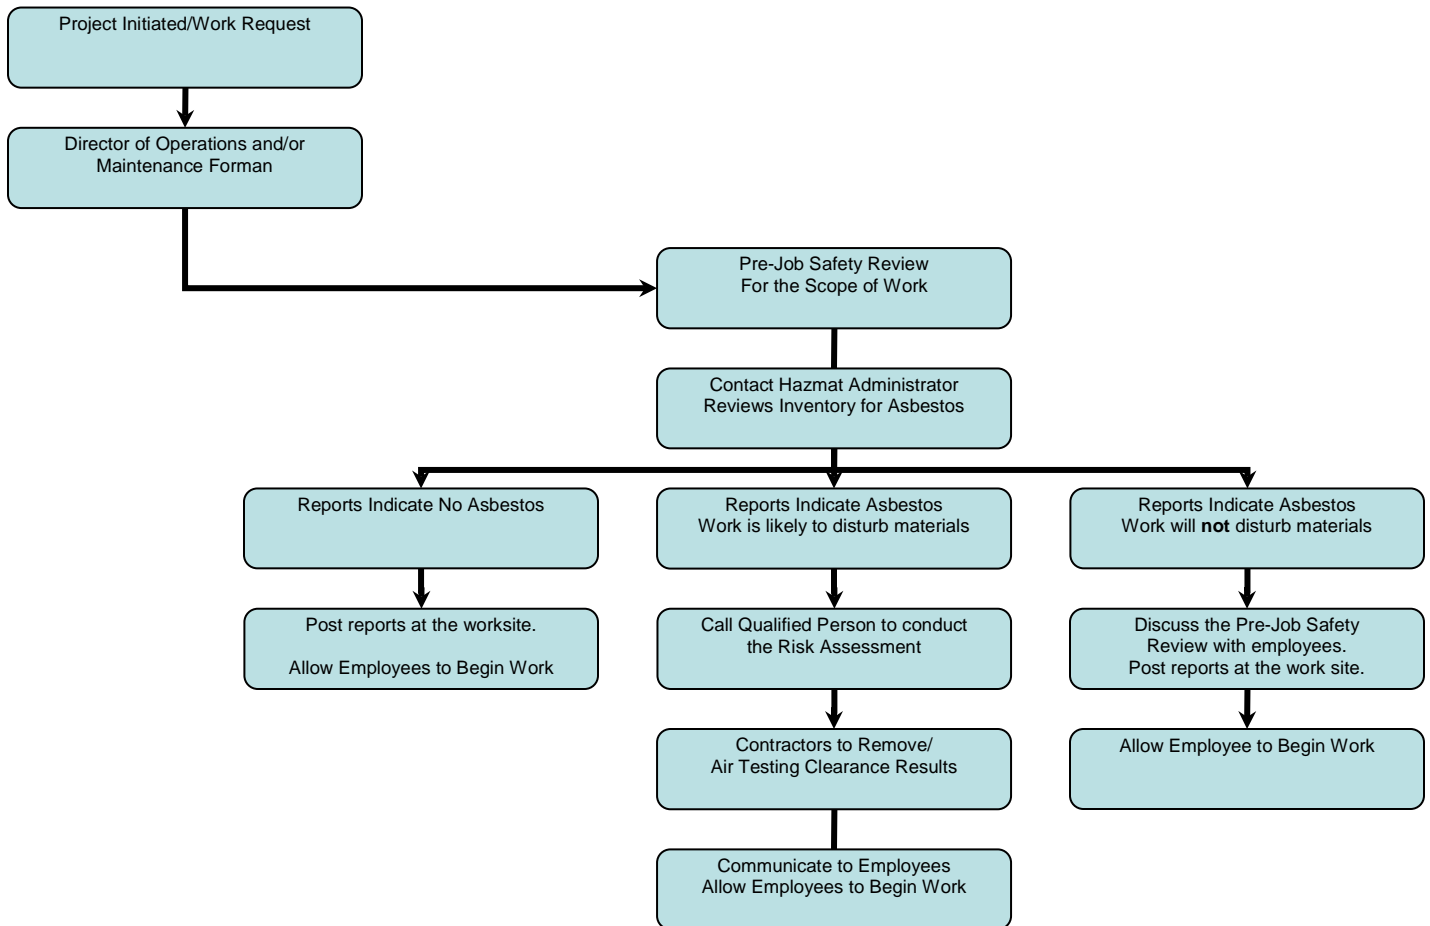 Project Initiated/Work Request
Director of Operations and/or
Maintenance Forman
Pre-Job Safety Review
For the Scope of Work
Contact Hazmat Administrator
Reviews Inventory for Asbestos
Reports Indicate No Asbestos
Post reports at the worksite.
Allow Employees to Begin Work
Reports Indicate Asbestos
Work is likely to disturb materials
Call Qualified Person to conduct
the Risk Assessment
Contractors to Remove/
Air Testing Clearance Results
Communicate to Employees
Allow Employees to Begin Work
Reports Indicate Asbestos
Work will not disturb materials
Discuss the Pre-Job Safety
Review with employees.
Post reports at the work site.
Allow Employee to Begin Work